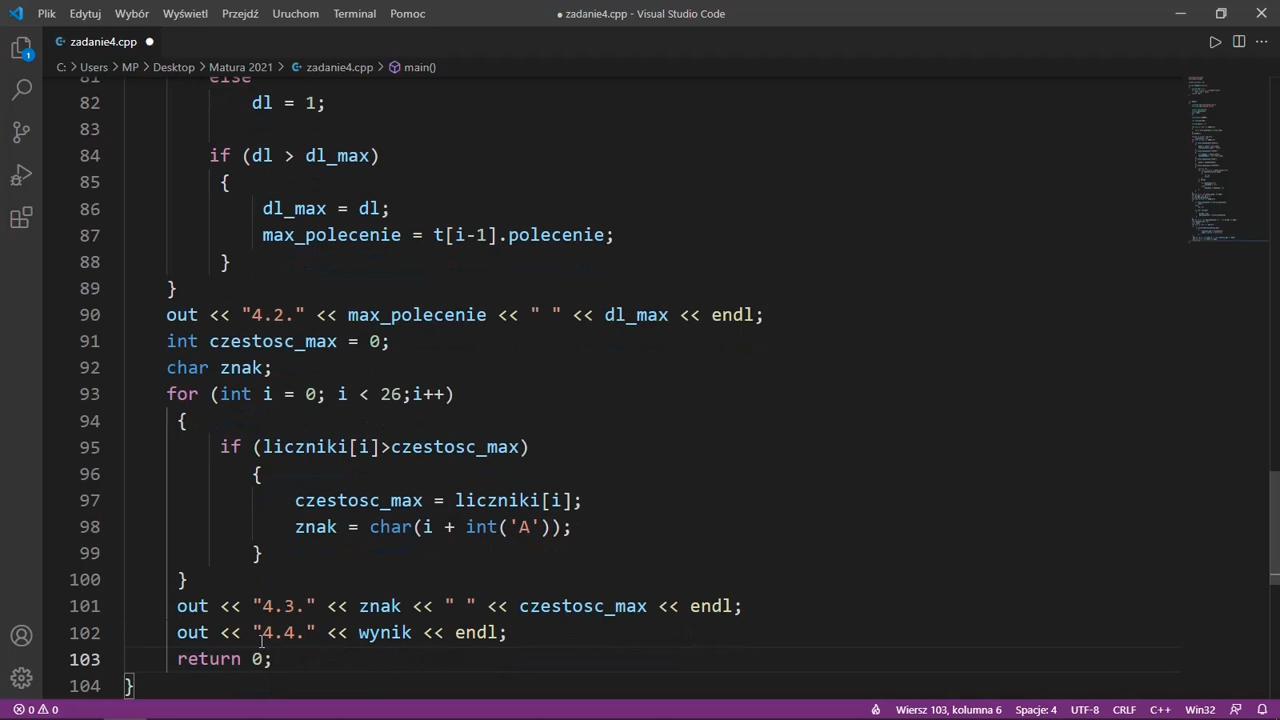 Plik Edytuj Wybór Wyświetl Przejdź Uruchom Terminal Pomoc ● zadanie4.cpp - Visual Studio Code
zadanie4.cpp ●
C: > Users > MP > Desktop > Matura 2021 > zadanie4.cpp > main()
81 else
82 dl = 1;
83
84 if (dl > dl_max)
85 {
86 dl_max = dl;
87 max_polecenie = t[i-1].polecenie;
88 }
89 }
90 out << "4.2." << max_polecenie << " " << dl_max << endl;
91 int czestosc_max = 0;
92 char znak;
93 for (int i = 0; i < 26;i++)
94 {
95 if (liczniki[i]>czestosc_max)
96 {
97 czestosc_max = liczniki[i];
98 znak = char(i + int('A'));
99 }
100 }
101 out << "4.3." << znak << " " << czestosc_max << endl;
102 out << "4.4." << wynik << endl;
103 return 0;
104 }
1
0 0 Wiersz 103, kolumna 6 Spacje: 4 UTF-8 CRLF C++ Win32